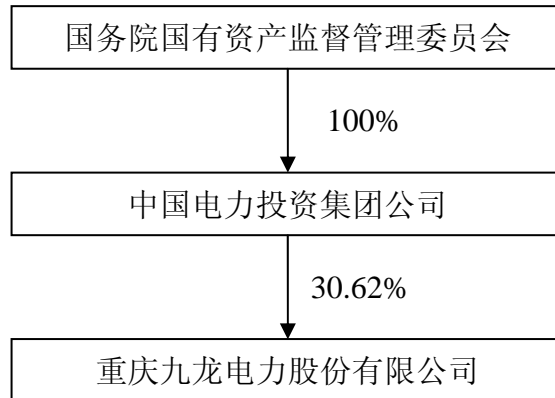 国务院国有资产监督管理委员会
100%
中国电力投资集团公司
30.62%
重庆九龙电力股份有限公司